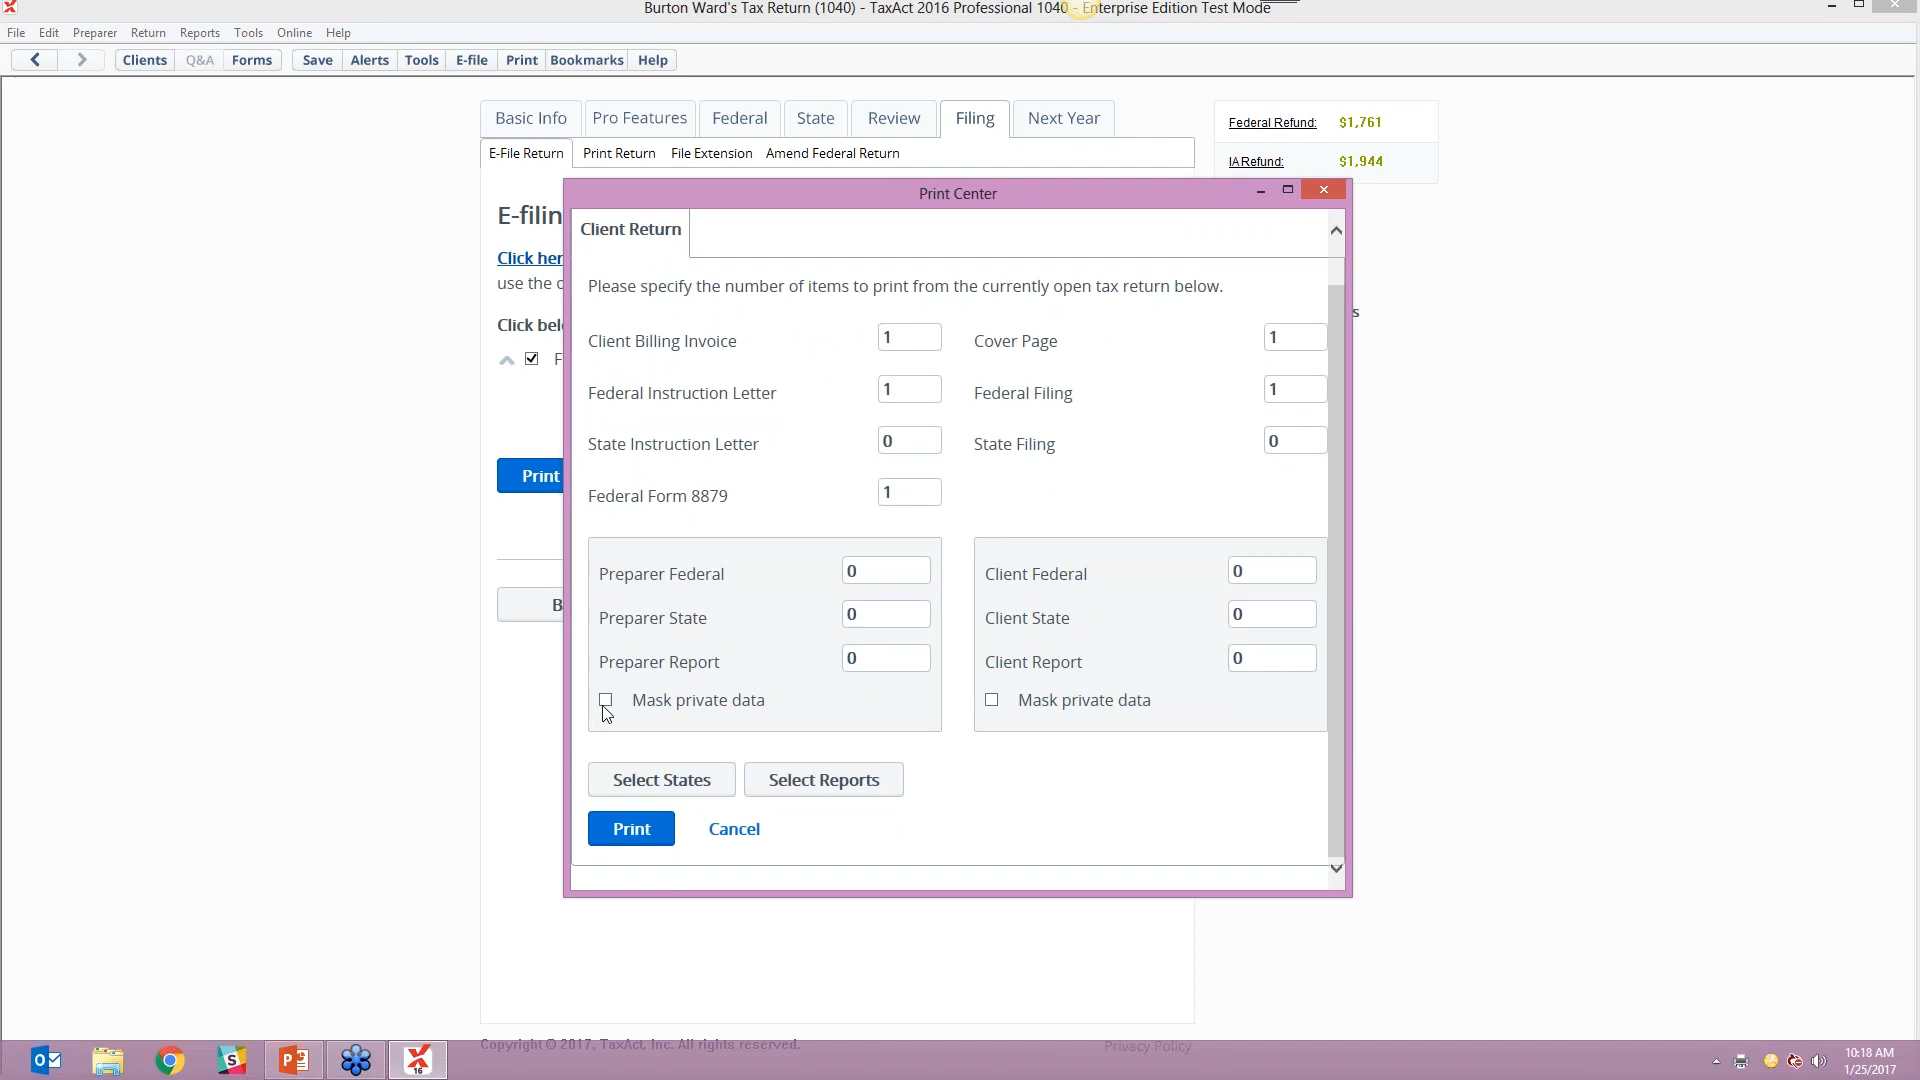 Burton Ward's Tax Return (1040) - TaxAct 2016 Professional 1040 - Enterprise Edition Test Mode
File Edit Preparer Return Reports Tools Online Help
Clients Q&A Forms Save Alerts Tools E-file Print Bookmarks Help
Basic Info Pro Features Federal State Review Filing Next Year
Federal Refund: $1,761
E-File Return Print Return File Extension Amend Federal Return
IA Refund: $1,944
Print Center
E-filin
Client Return
Click her
use the
Please specify the number of items to print from the currently open tax return below.
s
Click bel
Client Billing Invoice 1 Cover Page 1
F
Federal Instruction Letter 1 Federal Filing 1
State Instruction Letter 0 State Filing 0
Print
Federal Form 8879 1
Preparer Federal 0 Client Federal 0
B
Preparer State 0 Client State 0
Preparer Report 0 Client Report 0
Mask private data Mask private data
Select States Select Reports
Print Cancel
Copyright © 2017, TaxAct, Inc. All rights reserved. Privacy Policy
O S P 16
10:18 AM
1/25/2017